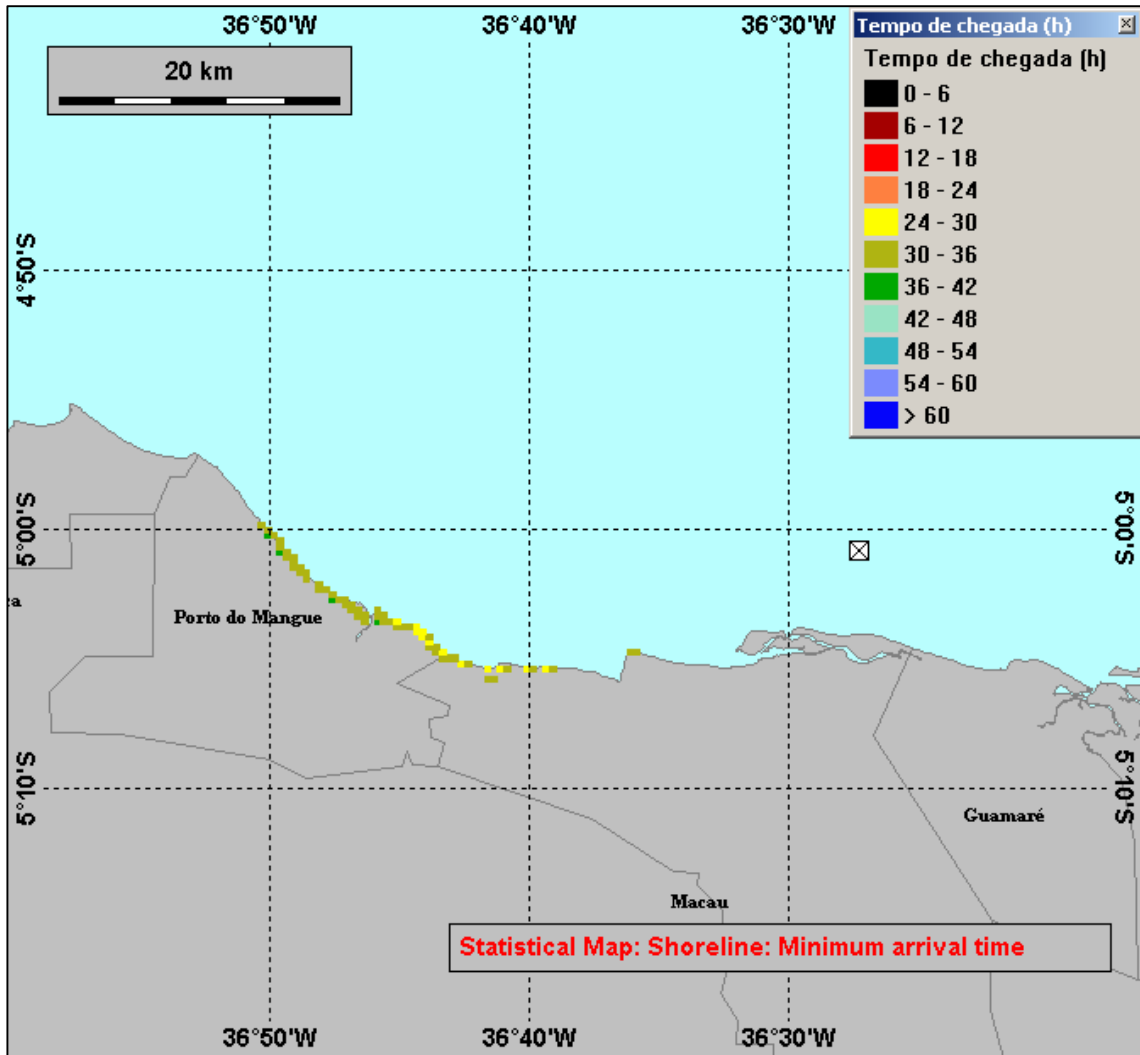 36°50'W
36°40'W
36°30'W
Tempo de chegada (h)
Tempo de chegada (h)
20 km
0 - 6
6 - 12
12 - 18
18 - 24
24 - 30
30 - 36
36 - 42
42 - 48
48 - 54
54 - 60
> 60
4°50'S
5°00'S
5°00'S
a
Porto do Mangue
5°10'S
5°10'S
Guamaré
Macau
Statistical Map: Shoreline: Minimum arrival time
36°50'W
36°40'W
36°30'W